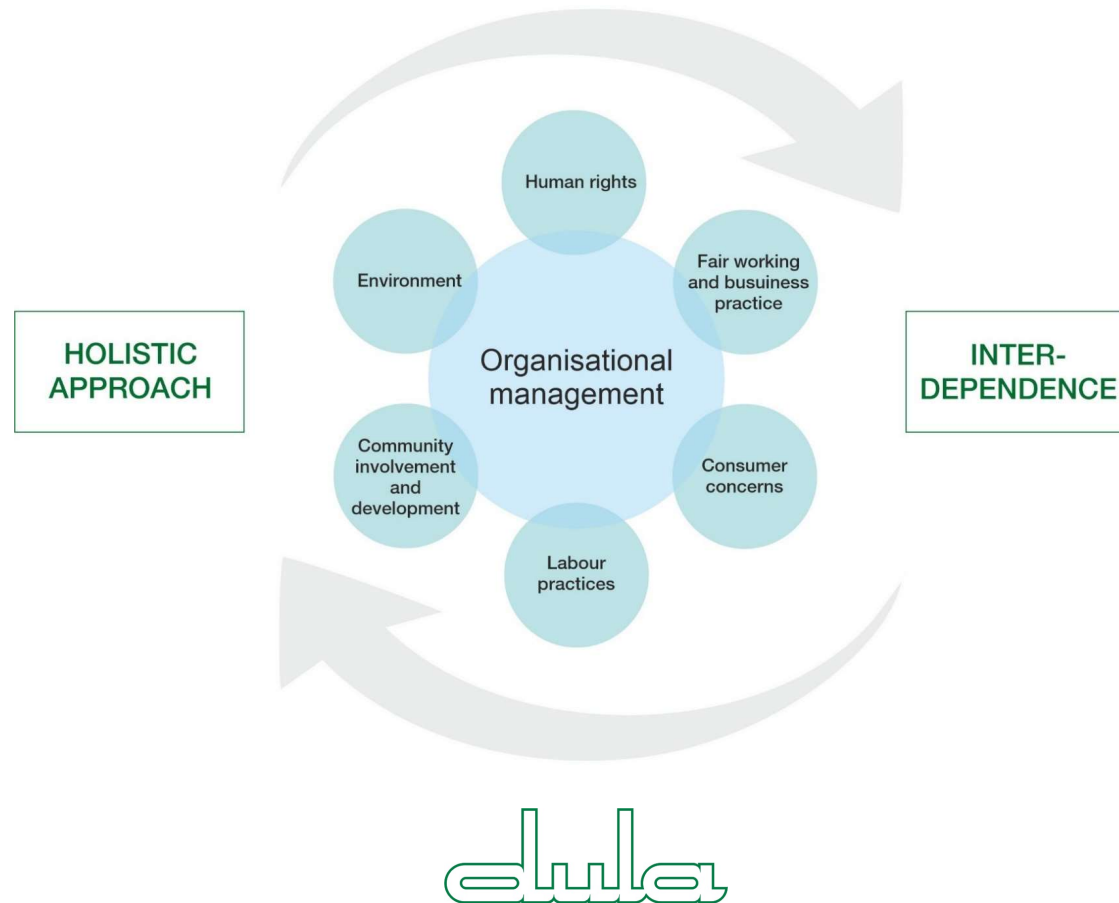 Human rights
Environment
Fair working
and busuiness
practice
HOLISTIC
APPROACH
Organisational
management
INTER-
DEPENDENCE
Community
involvement
and
development
Consumer
concerns
Labour
practices
dula